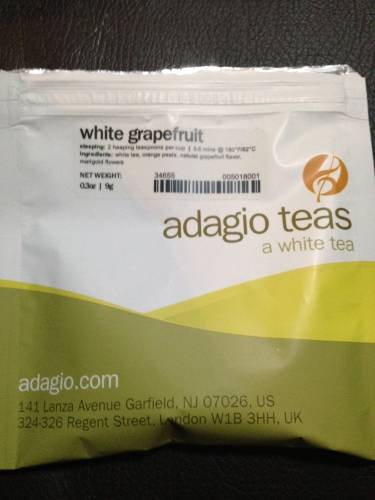 white grapefruit
steeping: 2 heaping teaspoons per cup | 5-6 mins @ 180°F/82°C
ingredients: white tea, orange peels, natural grapefruit flavor,
marigold flowers
NET WEIGHT: 34655 005018001
0.3oz | 9g
adagio teas
a white tea
adagio.com
141 Lanza Avenue Garfield, NJ 07026, US
324-326 Regent Street, London W1B 3HH, UK